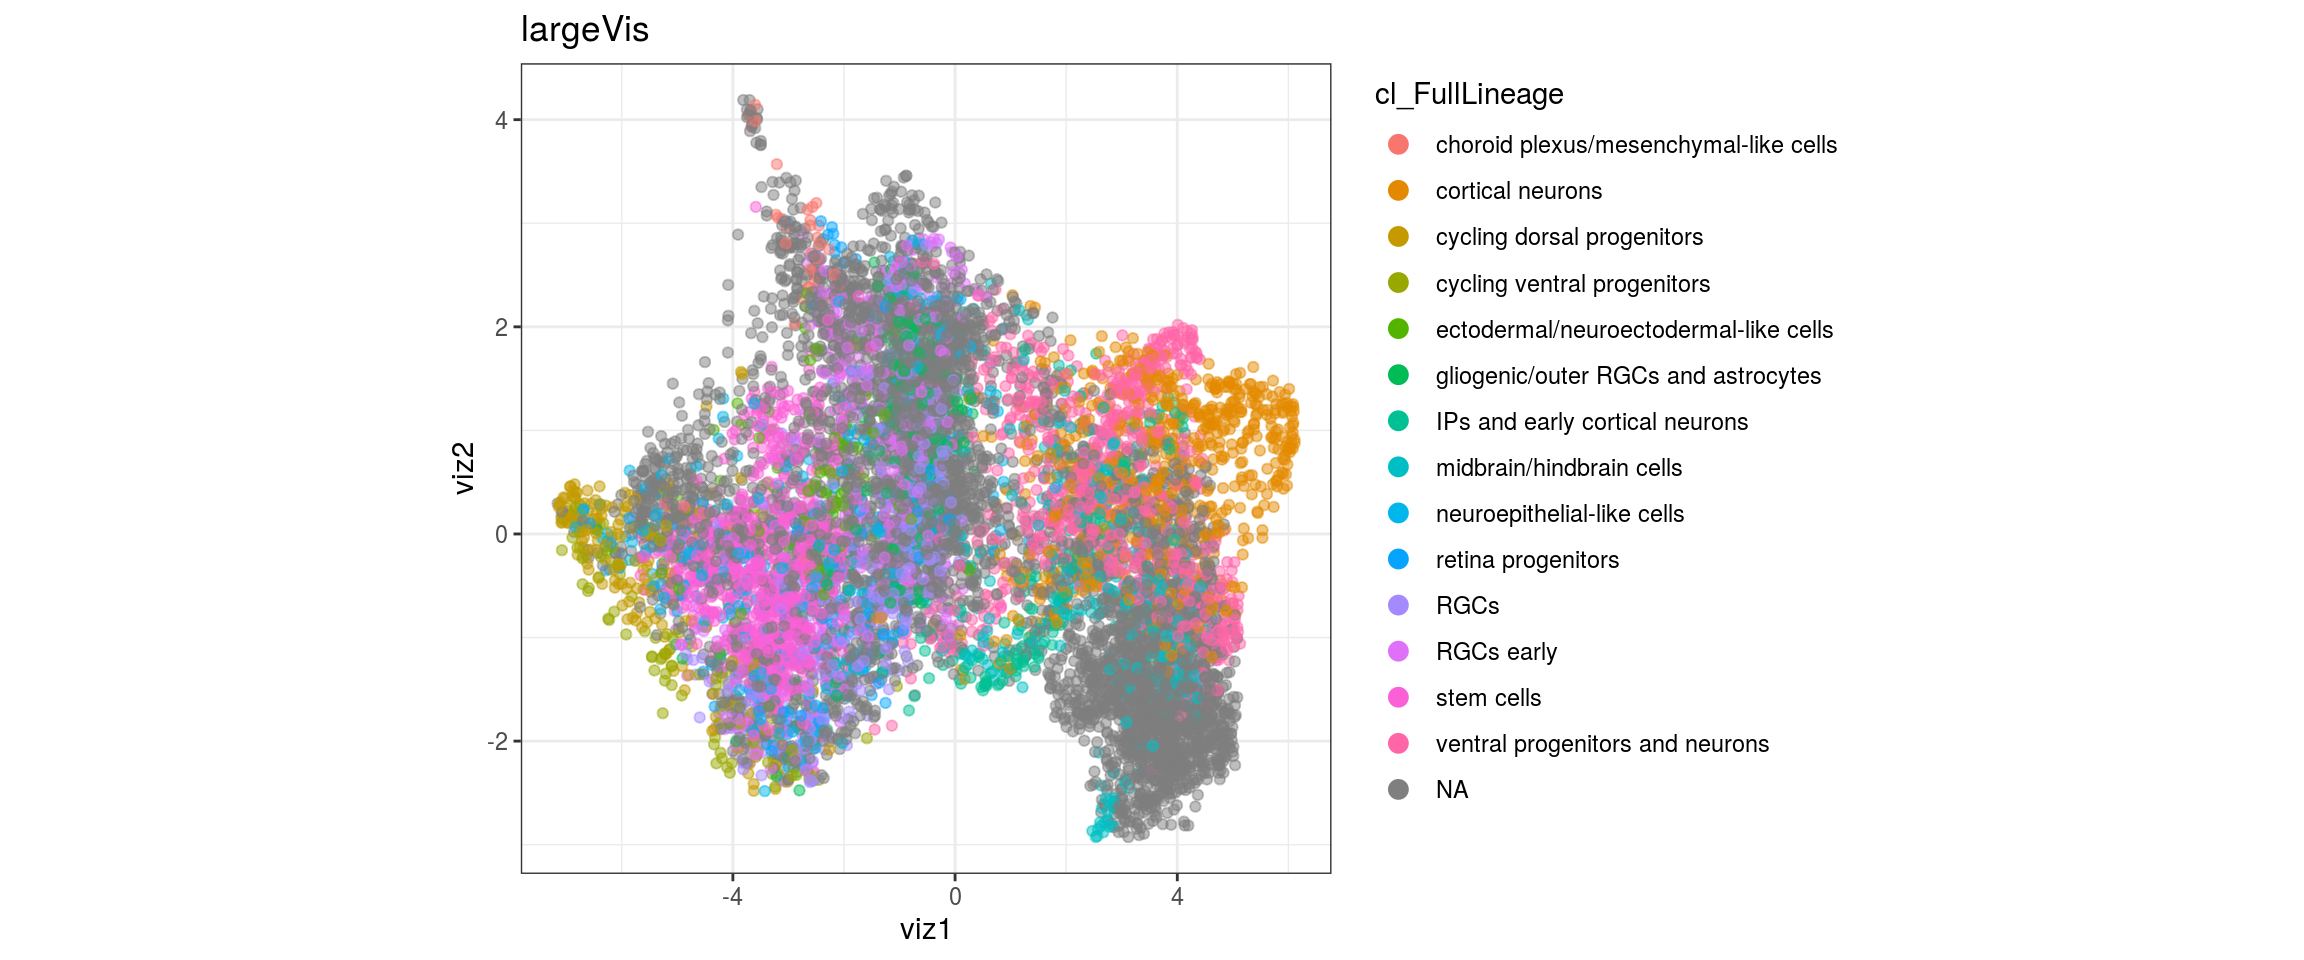 largeVis
4
2
0
-2
viz2
-4
0
4
viz1
cl_FullLineage
choroid plexus/mesenchymal-like cells
cortical neurons
cycling dorsal progenitors
cycling ventral progenitors
ectodermal/neuroectodermal-like cells
gliogenic/outer RGCs and astrocytes
IPs and early cortical neurons
midbrain/hindbrain cells
neuroepithelial-like cells
retina progenitors
RGCs
RGCs early
stem cells
ventral progenitors and neurons
NA